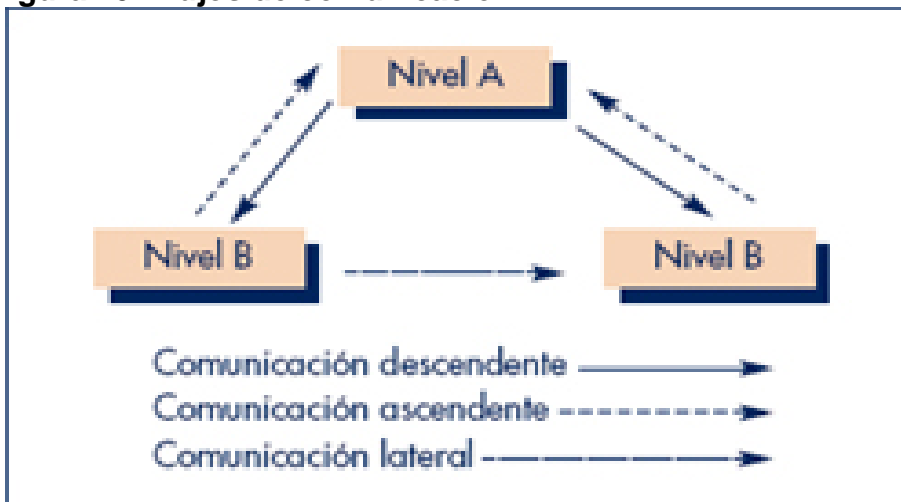 Nivel A
Nivel B
Nivel B
Comunicación descendente
Comunicación ascendente
Comunicación lateral